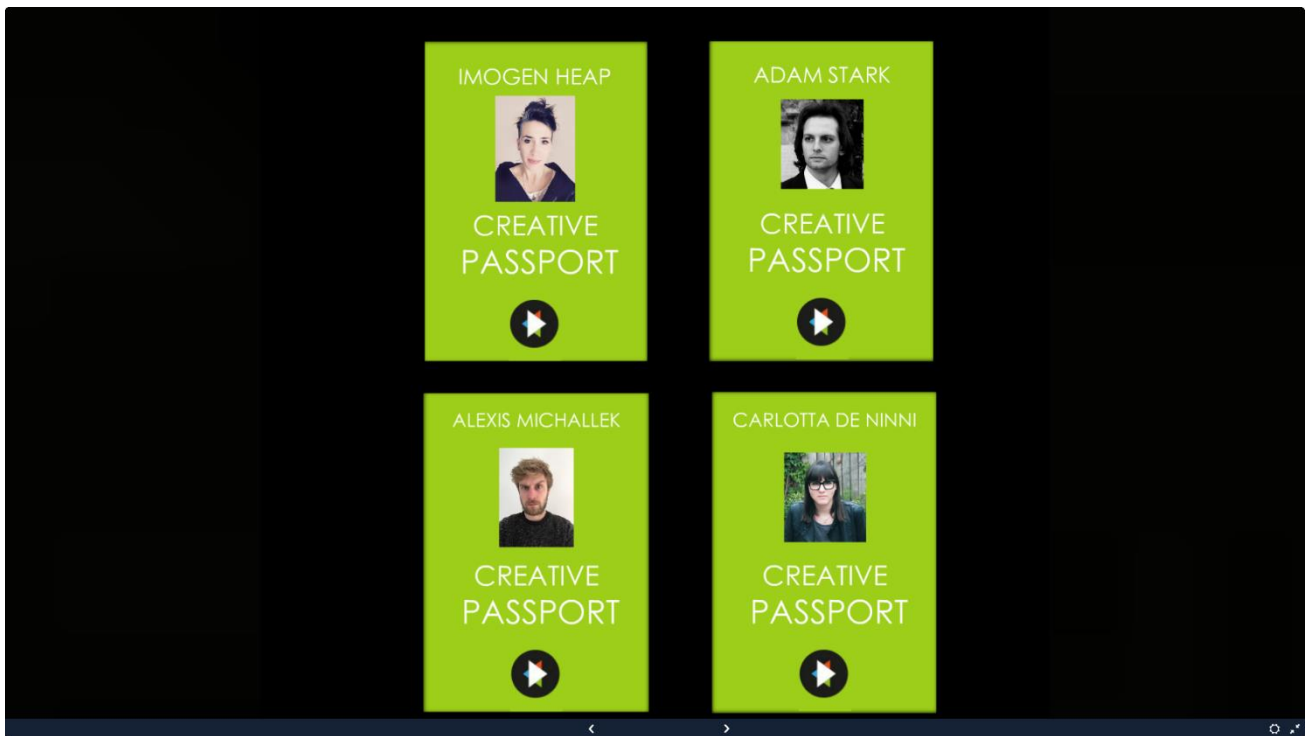 IMOGEN HEAP
CREATIVE
PASSPORT
ADAM STARK
CREATIVE
PASSPORT
ALEXIS MICHALLEK
CREATIVE
PASSPORT
CARLOTTA DE NINNI
CREATIVE
PASSPORT